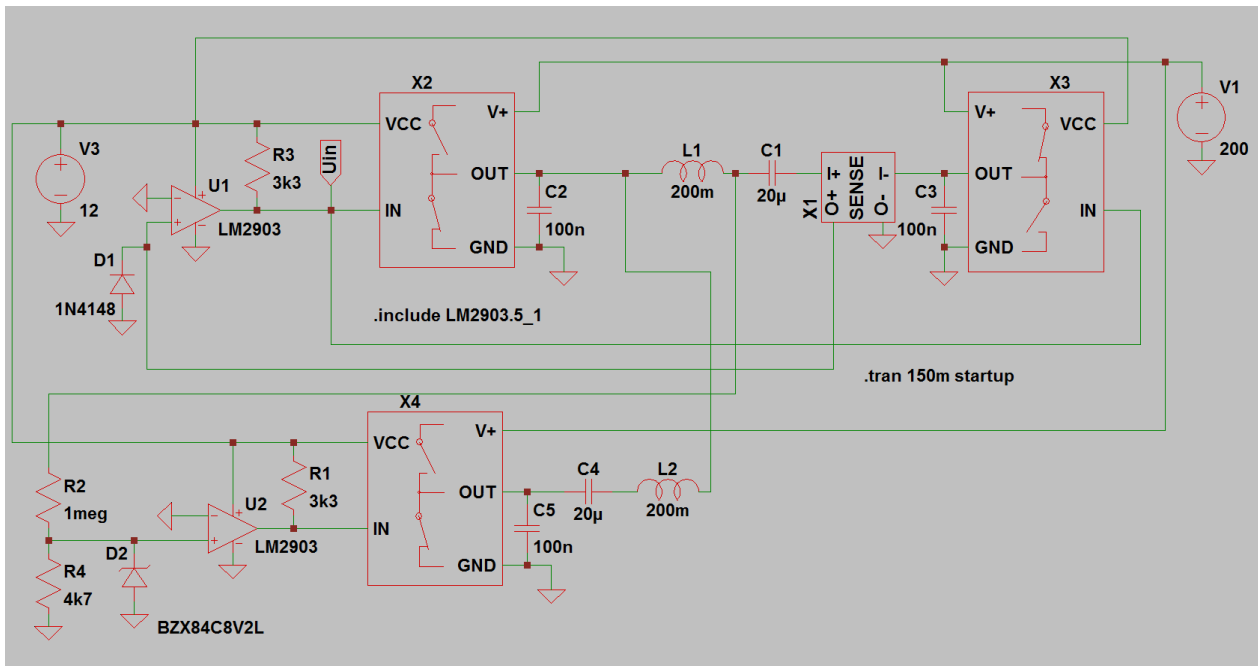 X2
X3
V1
V+
V+
VCC
VCC
R3
3k3
Uin
V3
12
U1
LM2903
L1
200m
C1
20µ
I+ I-
SENSE
O+ O-
X1
200
OUT
C2
100n
C3
100n
OUT
IN
IN
GND
GND
D1
1N4148
.include LM2903.5_1
.tran 150m startup
X4
V+
VCC
R1
3k3
C4
20µ
L2
200m
R2
1meg
U2
LM2903
OUT
C5
100n
IN
D2
R4
4k7
GND
BZX84C8V2L